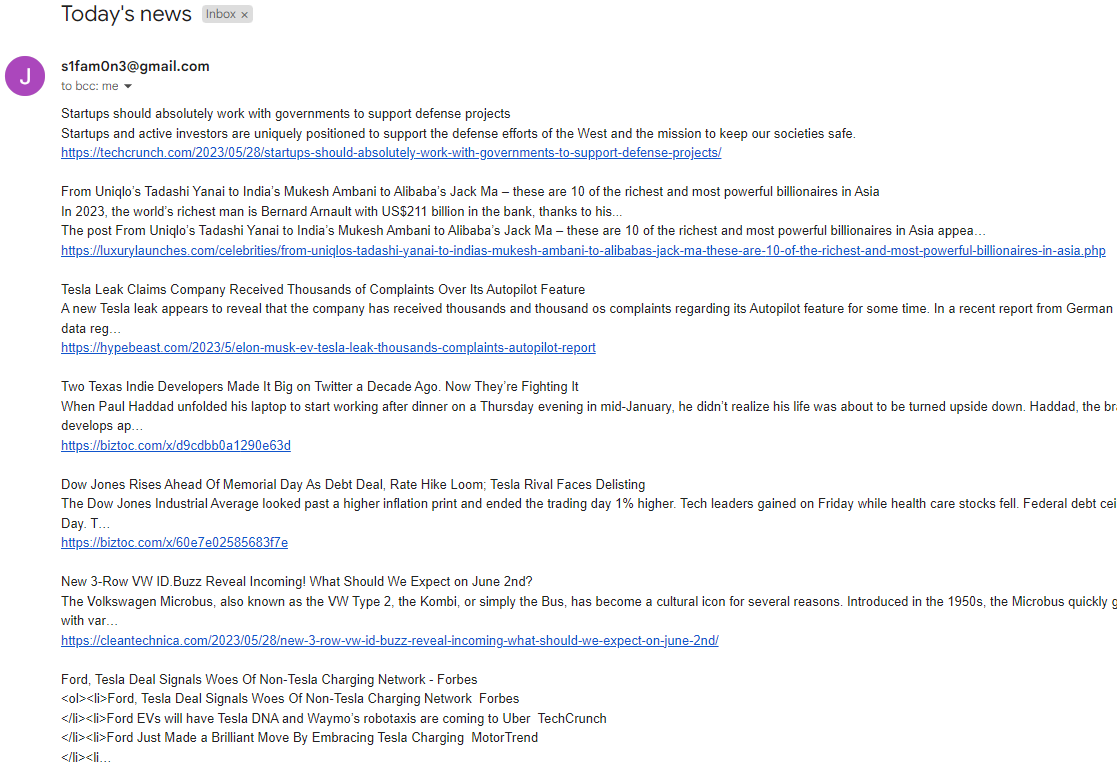 Today's news Inbox ×
J
s1fam0n3@gmail.com
to bcc: me
Startups should absolutely work with governments to support defense projects
Startups and active investors are uniquely positioned to support the defense efforts of the West and the mission to keep our societies safe.
https://techcrunch.com/2023/05/28/startups-should-absolutely-work-with-governments-to-support-defense-projects/
From Uniqlo’s Tadashi Yanai to India’s Mukesh Ambani to Alibaba’s Jack Ma – these are 10 of the richest and most powerful billionaires in Asia
In 2023, the world’s richest man is Bernard Arnault with US$211 billion in the bank, thanks to his...
The post From Uniqlo’s Tadashi Yanai to India’s Mukesh Ambani to Alibaba’s Jack Ma – these are 10 of the richest and most powerful billionaires in Asia appea…
https://luxurylaunches.com/celebrities/from-uniqlos-tadashi-yanai-to-indias-mukesh-ambani-to-alibabas-jack-ma-these-are-10-of-the-richest-and-most-powerful-billionaires-in-asia.php
Tesla Leak Claims Company Received Thousands of Complaints Over Its Autopilot Feature
A new Tesla leak appears to reveal that the company has received thousands and thousand os complaints regarding its Autopilot feature for some time. In a recent report from German
data reg…
https://hypebeast.com/2023/5/elon-musk-ev-tesla-leak-thousands-complaints-autopilot-report
Two Texas Indie Developers Made It Big on Twitter a Decade Ago. Now They’re Fighting It
When Paul Haddad unfolded his laptop to start working after dinner on a Thursday evening in mid-January, he didn’t realize his life was about to be turned upside down. Haddad, the
develops ap…
https://biztoc.com/x/d9cdbb0a1290e63d
Dow Jones Rises Ahead Of Memorial Day As Debt Deal, Rate Hike Loom; Tesla Rival Faces Delisting
The Dow Jones Industrial Average looked past a higher inflation print and ended the trading day 1% higher. Tech leaders gained on Friday while health care stocks fell. Federal debt
Day. T…
https://biztoc.com/x/60e7e02585683f7e
New 3-Row VW ID.Buzz Reveal Incoming! What Should We Expect on June 2nd?
The Volkswagen Microbus, also known as the VW Type 2, the Kombi, or simply the Bus, has become a cultural icon for several reasons. Introduced in the 1950s, the Microbus quickly
with var…
https://cleantechnica.com/2023/05/28/new-3-row-vw-id-buzz-reveal-incoming-what-should-we-expect-on-june-2nd/
Ford, Tesla Deal Signals Woes Of Non-Tesla Charging Network - Forbes
<ol><li>Ford, Tesla Deal Signals Woes Of Non-Tesla Charging Network  Forbes
</li><li>Ford EVs will have Tesla DNA and Waymo’s robotaxis are coming to Uber  TechCrunch
</li><li>Ford Just Made a Brilliant Move By Embracing Tesla Charging  MotorTrend
</li><li…